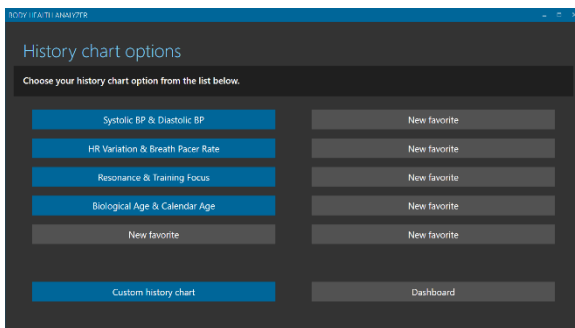 BODY HEALTH ANALYZER
History chart options
Choose your history chart option from the list below.
Systolic BP & Diastolic BP
New favorite
HR Variation & Breath Pacer Rate
New favorite
Resonance & Training Focus
New favorite
Biological Age & Calendar Age
New favorite
New favorite
New favorite
Custom history chart
Dashboard